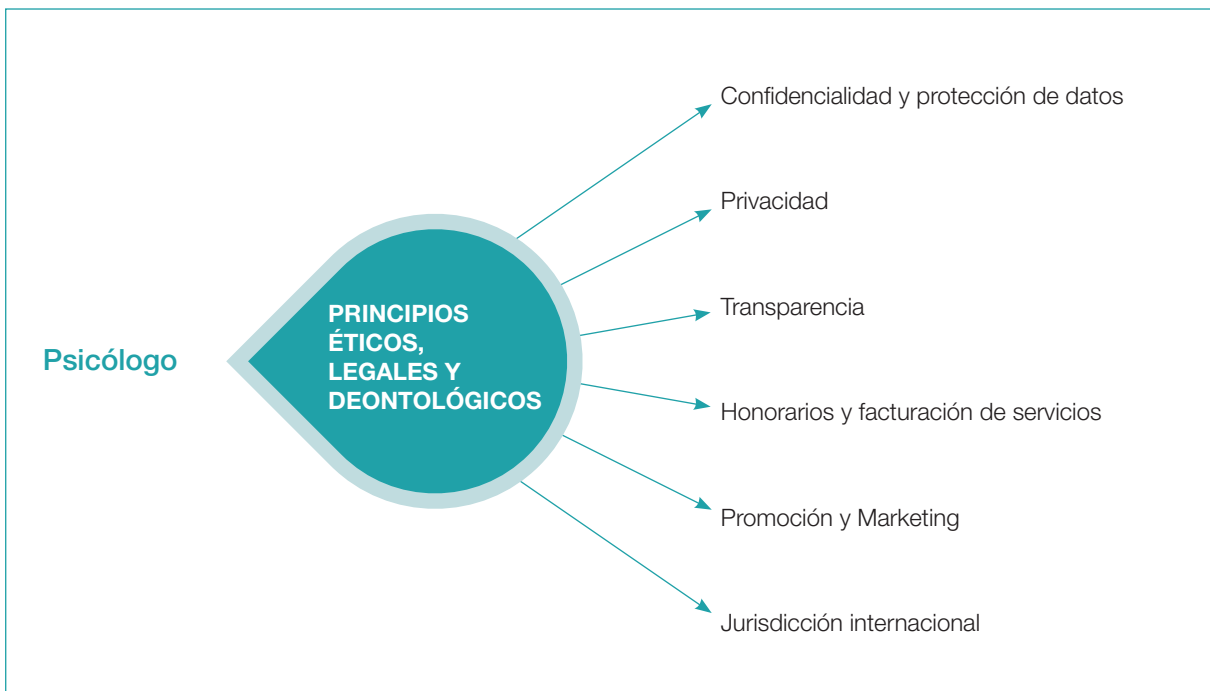 Psicólogo
PRINCIPIOS
ÉTICOS,
LEGALES Y
DEONTOLÓGICOS
Confidencialidad y protección de datos
Privacidad
Transparencia
Honorarios y facturación de servicios
Promoción y Marketing
Jurisdicción internacional